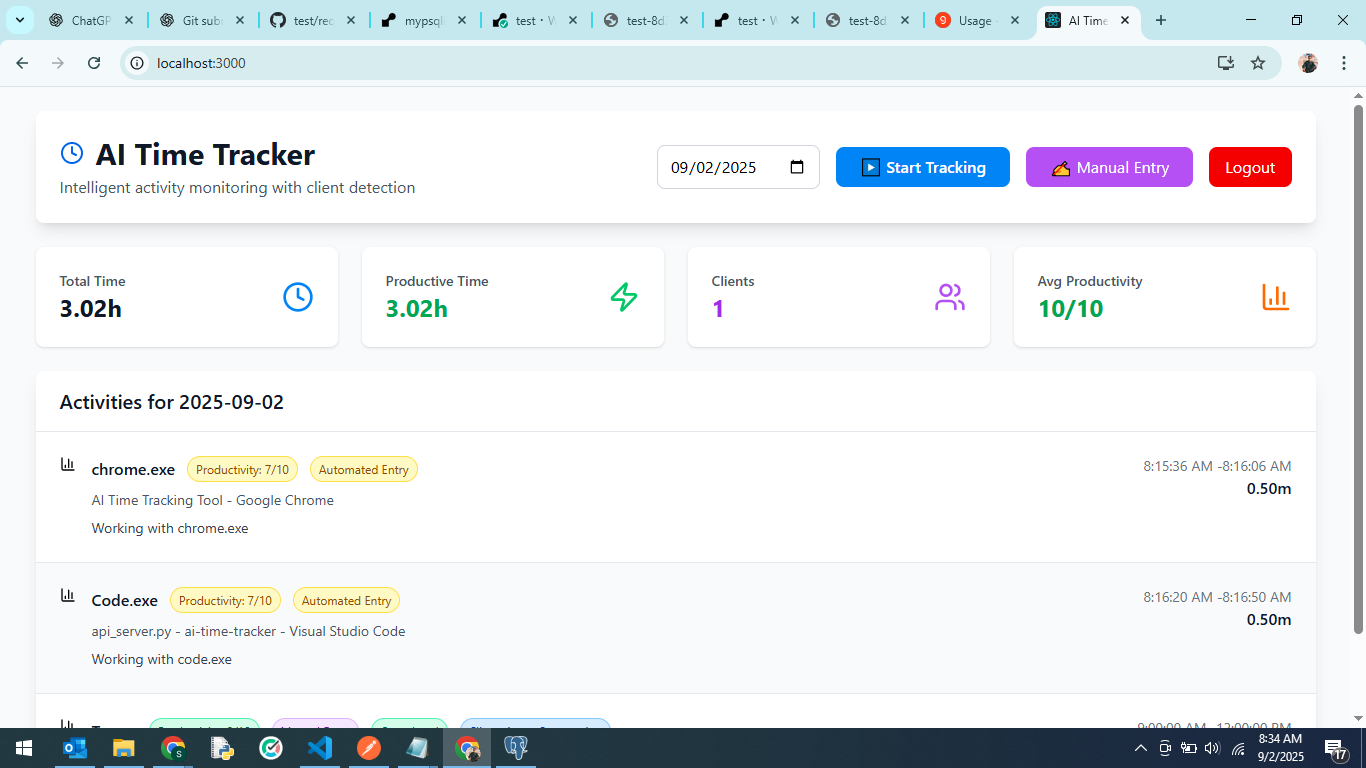 ChatGP
Git sub
test/rec
mypsql
test · W
test-8d
test · W
test-8d
Usage
AI Time
localhost:3000
AI Time Tracker
Intelligent activity monitoring with client detection
09/02/2025
Start Tracking
Manual Entry
Logout
Total Time
3.02h
Productive Time
3.02h
Clients
1
Avg Productivity
10/10
Activities for 2025-09-02
chrome.exe Productivity: 7/10 Automated Entry
8:15:36 AM -8:16:06 AM
AI Time Tracking Tool - Google Chrome
0.50m
Working with chrome.exe
Code.exe Productivity: 7/10 Automated Entry
8:16:20 AM -8:16:50 AM
api_server.py - ai-time-tracker - Visual Studio Code
0.50m
Working with code.exe
9:00:00 AM -12:00:00 PM
8:34 AM
9/2/2025
17